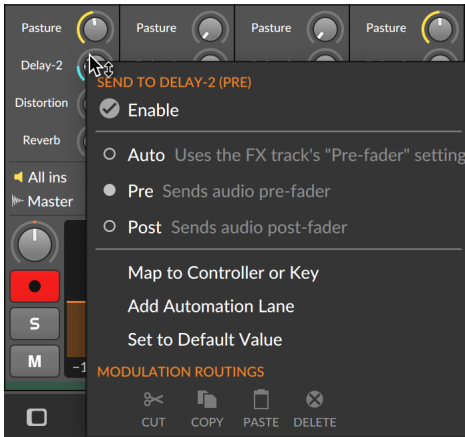 Pasture Pasture Pasture Pasture
Delay-2
SEND TO DELAY-2 (PRE)
Enable
Distortion
Reverb
Auto Uses the FX track's "Pre-fader" setting
All ins
Pre Sends audio pre-fader
Master
Post Sends audio post-fader
Map to Controller or Key
Add Automation Lane
S
Set to Default Value
M
-1
MODULATION ROUTINGS
CUT COPY PASTE DELETE